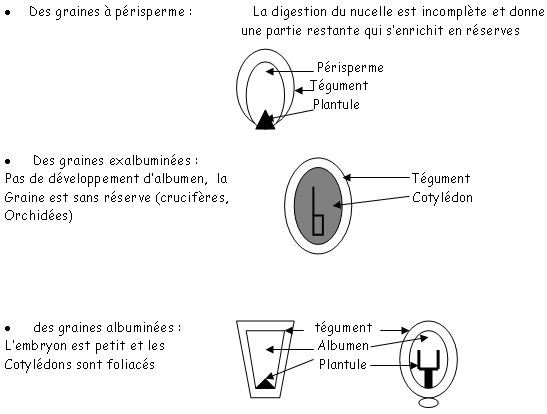 • Des graines à périsperme : La digestion du nucelle est incomplète et donne
une partie restante qui s'enrichit en réserves
Périsperme
Tégument
Plantule
• Des graines exalbuminées :
Pas de développement d'albumen, la
Graine est sans réserve (crucifères,
Orchidées)
Tégument
Cotylédon
• des graines albuminées :
L'embryon est petit et les
Cotylédons sont foliacés
tégument
Albumen
Plantule